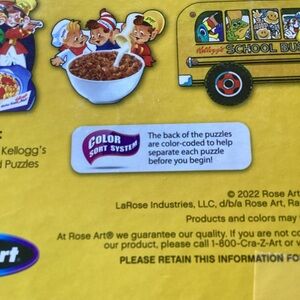 Kellogg's
SCHOOL BUS
Kellogg's
d Puzzles
COLOR
SORT SYSTEM
The back of the puzzles
are color-coded to help
separate each puzzle
before you begin!
© 2022 Rose Art
LaRose Industries, LLC, d/b/a Rose Art, Ra
Products and colors may
At Rose Art® we guarantee our quality. If you are not c
our product, please call 1-800-Cra-Z-Art or v
PLEASE RETAIN THIS INFORMATION FO
rt